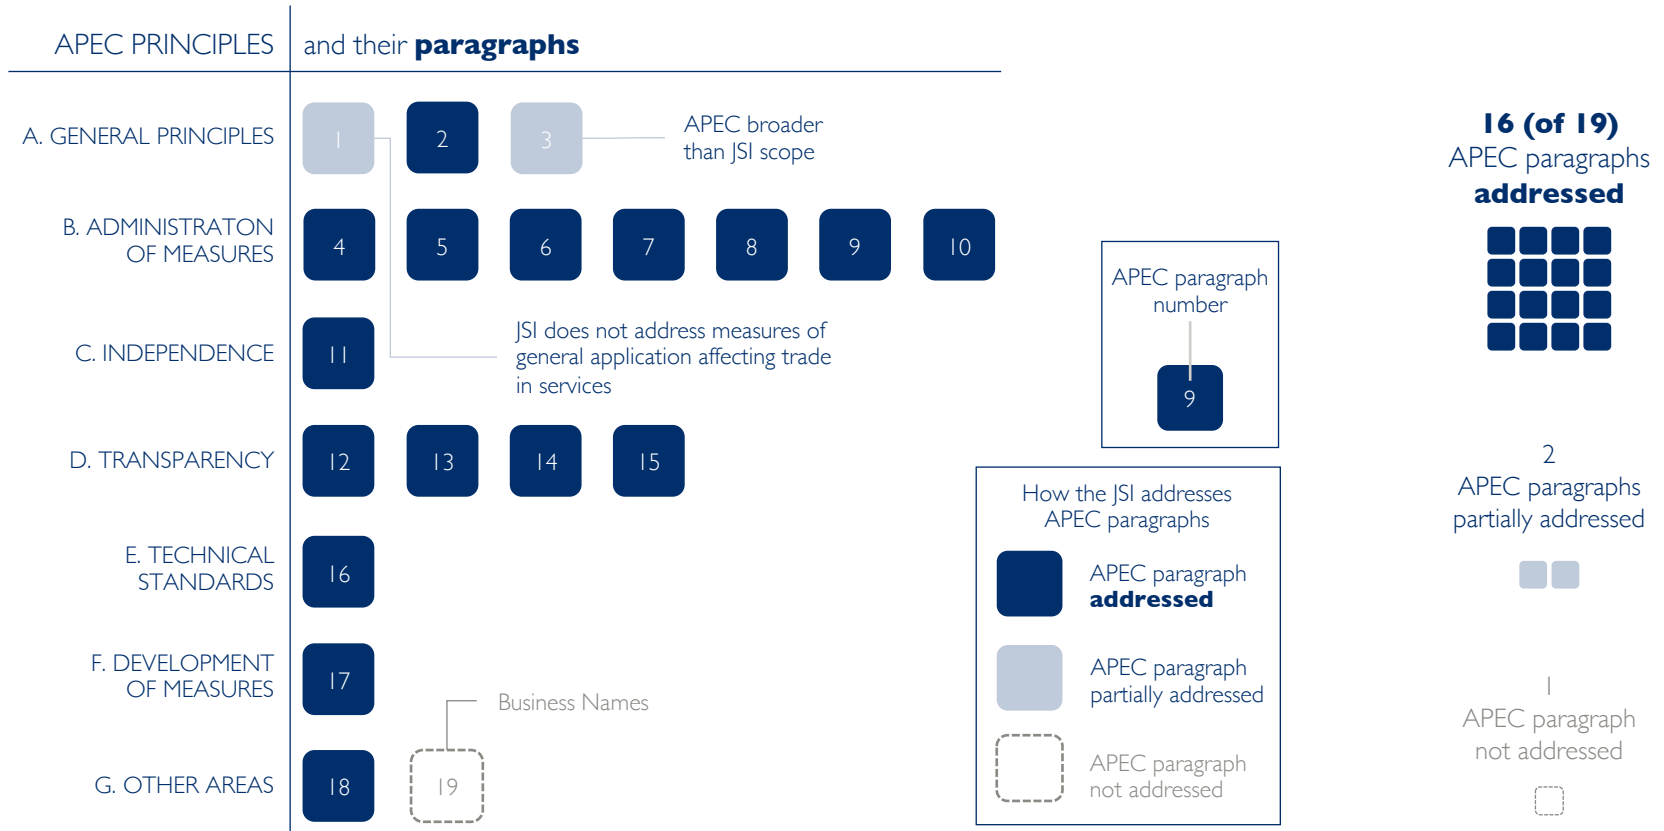 APEC PRINCIPLES
and their paragraphs
A. GENERAL PRINCIPLES
1
2
3
APEC broader
than JSI scope
B. ADMINISTRATON
OF MEASURES
4
5
6
7
8
9
10
C. INDEPENDENCE
11
JSI does not address measures of
general application affecting trade
in services
D. TRANSPARENCY
12
13
14
15
E. TECHNICAL
STANDARDS
16
F. DEVELOPMENT
OF MEASURES
17
G. OTHER AREAS
18
19
Business Names
APEC paragraph
number
9
How the JSI addresses
APEC paragraphs
APEC paragraph
addressed
APEC paragraph
partially addressed
APEC paragraph
not addressed
16 (of 19)
APEC paragraphs
addressed
2
APEC paragraphs
partially addressed
1
APEC paragraph
not addressed